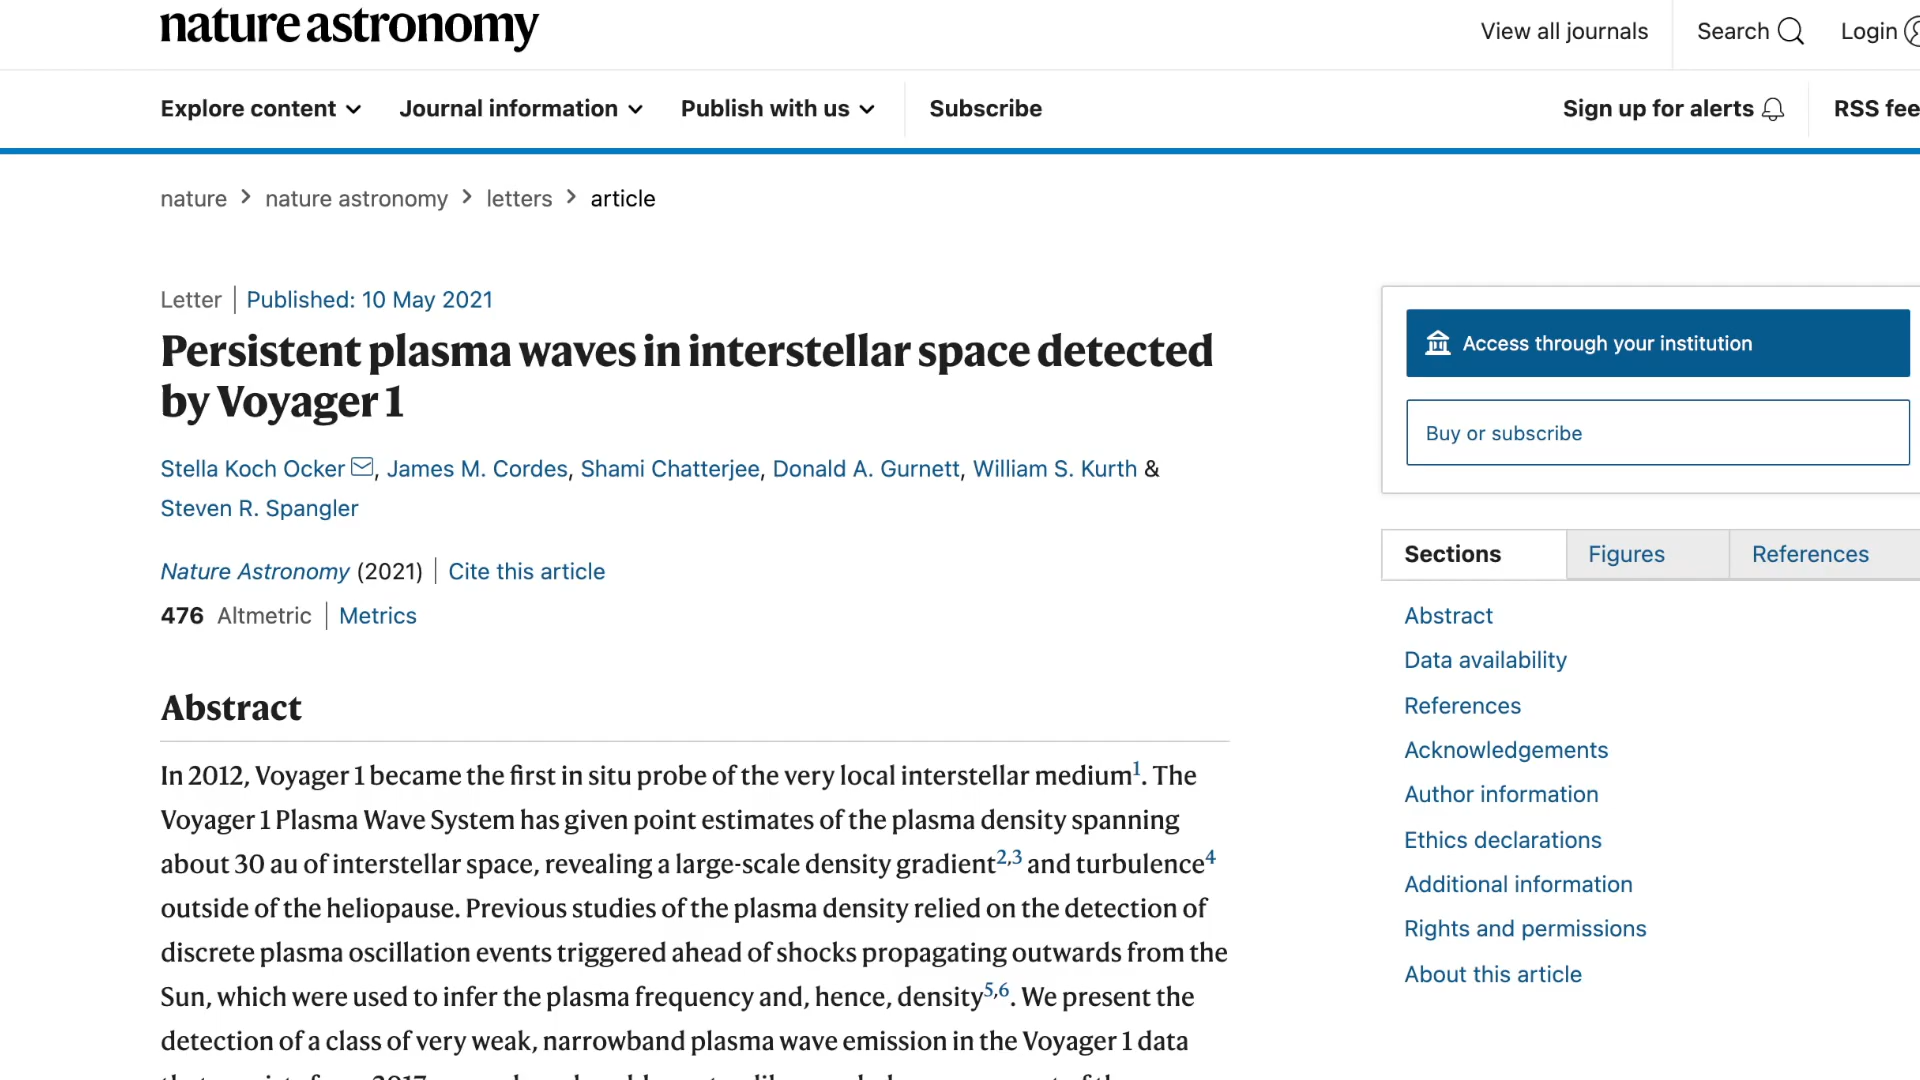 nature astronomy
View all journals
Search
Login
Explore content
Journal information
Publish with us
Subscribe
Sign up for alerts
RSS fee
nature > nature astronomy > letters > article
Letter | Published: 10 May 2021
Persistent plasma waves in interstellar space detected
by Voyager 1
Stella Koch Ocker, James M. Cordes, Shami Chatterjee, Donald A. Gurnett, William S. Kurth &
Steven R. Spangler
Nature Astronomy (2021) | Cite this article
476 Altmetric | Metrics
Abstract
In 2012, Voyager 1 became the first in situ probe of the very local interstellar medium1. The
Voyager 1 Plasma Wave System has given point estimates of the plasma density spanning
about 30 au of interstellar space, revealing a large-scale density gradient2,3 and turbulence4
outside of the heliopause. Previous studies of the plasma density relied on the detection of
discrete plasma oscillation events triggered ahead of shocks propagating outwards from the
Sun, which were used to infer the plasma frequency and, hence, density5,6. We present the
detection of a class of very weak, narrowband plasma wave emission in the Voyager 1 data
Access through your institution
Buy or subscribe
Sections
Figures
References
Abstract
Data availability
References
Acknowledgements
Author information
Ethics declarations
Additional information
Rights and permissions
About this article